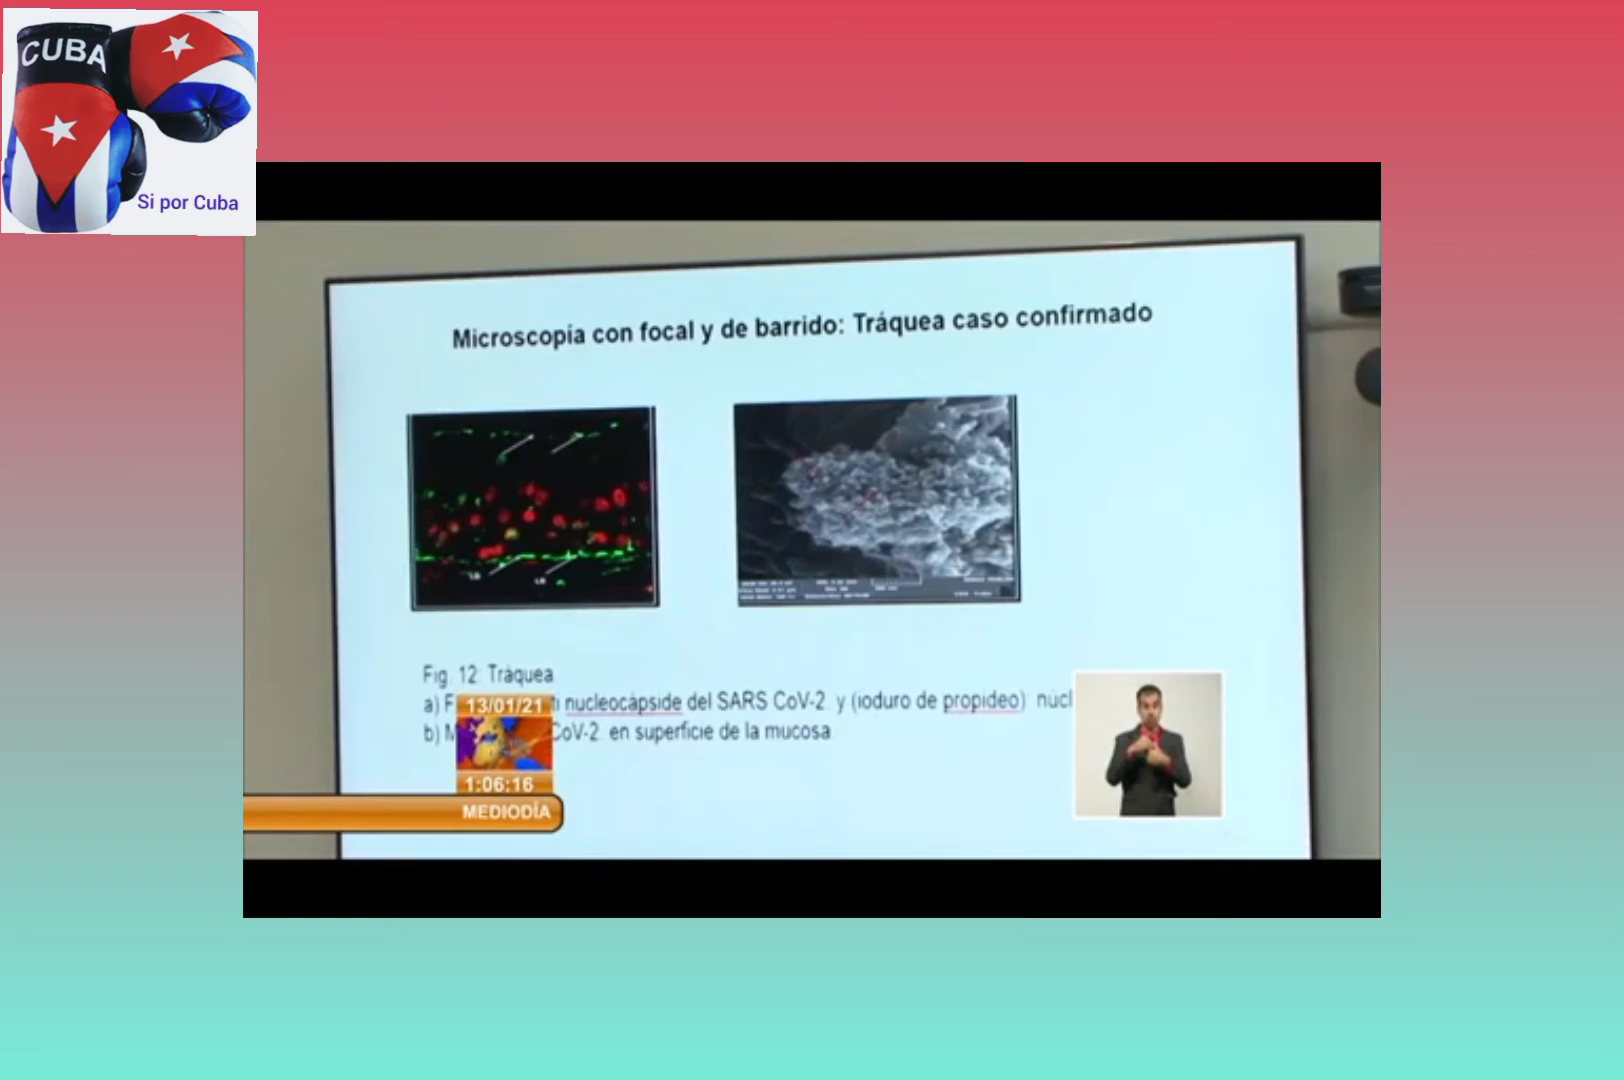 CUBA
Si por Cuba
Microscopía con focal y de barrido: Tráquea caso confirmado
Fig. 12: Tráquea
a) F nucleocápside del SARS CoV-2 y (ioduro de propideo) núcl
b) M CoV-2 en superficie de la mucosa
13/01/21
1:06:16
MEDIODÍA